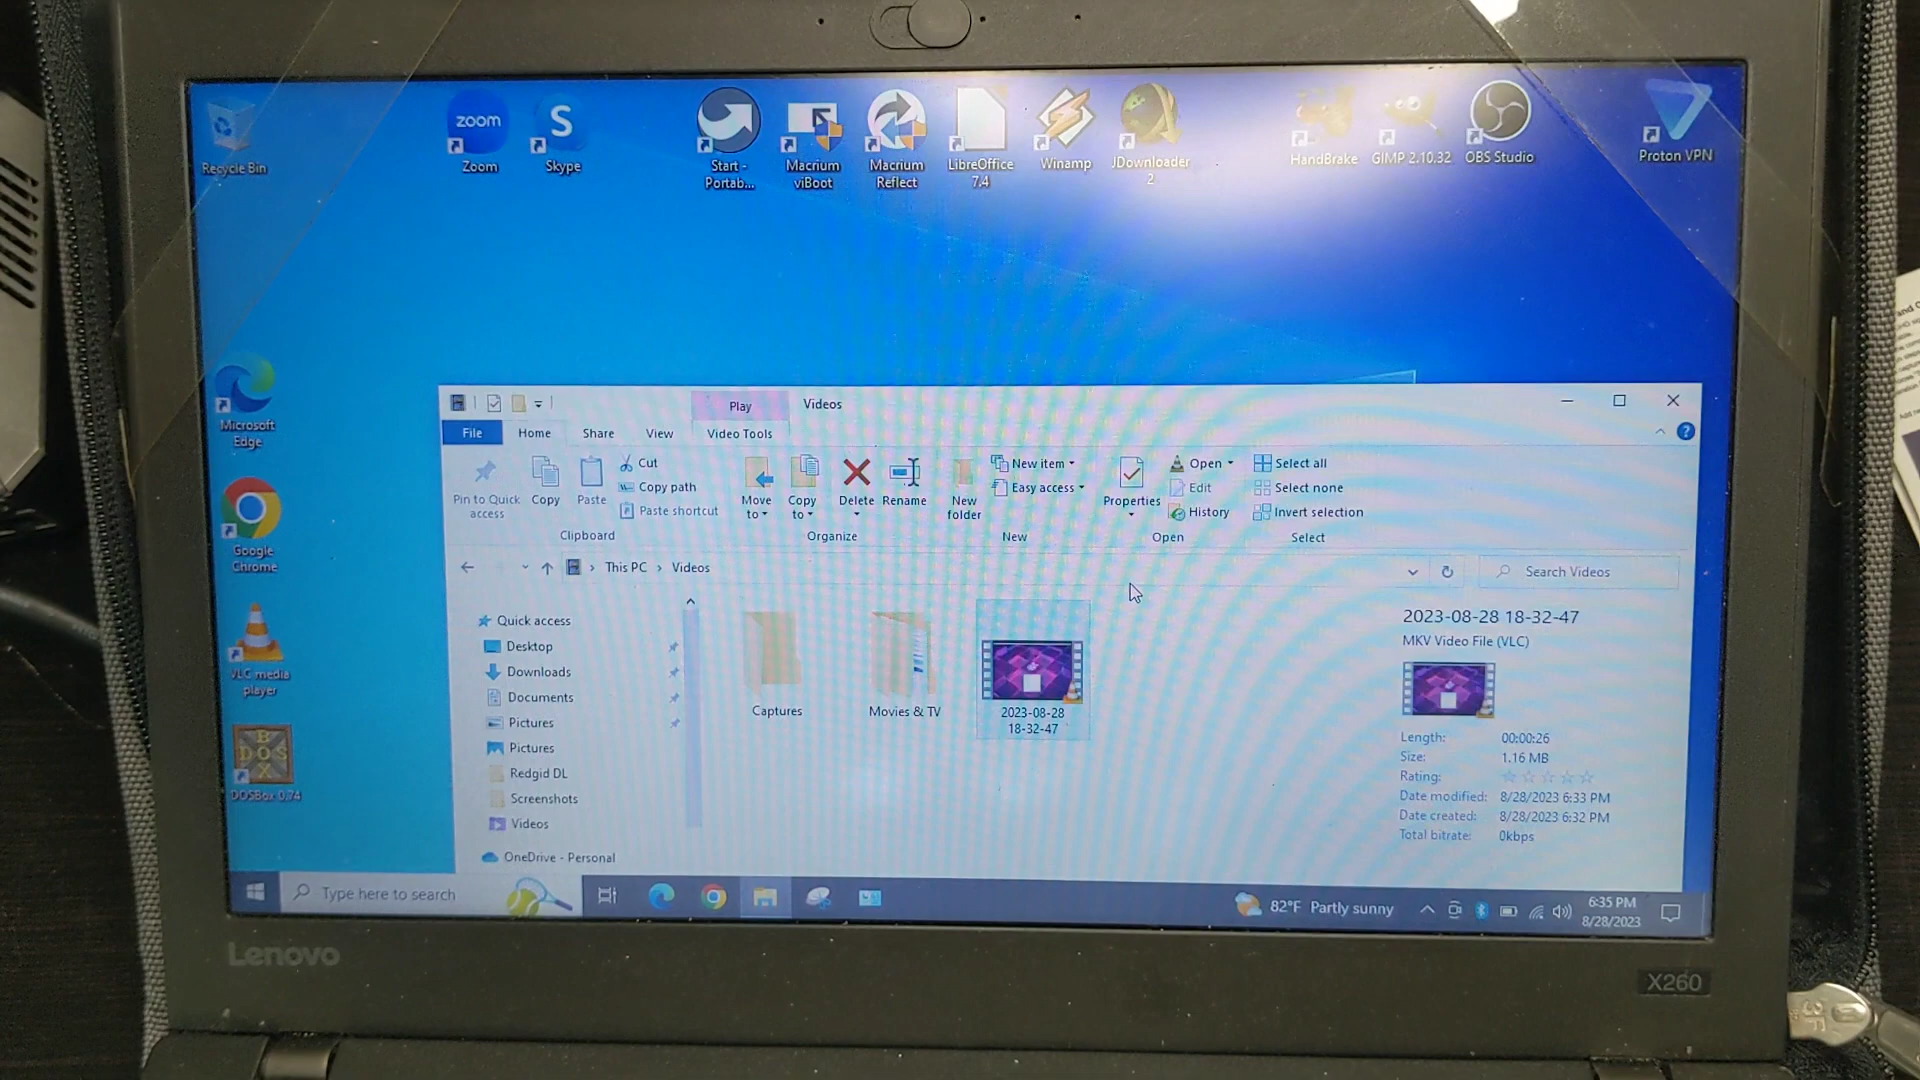 zoom
S
Recycle Bin
Zoom
Skype
Start -
Portab...
Macrium
viBoot
Macrium
Reflect
LibreOffice
7.4
Winamp
JDownloader
2
HandBrake
GIMP 2.10.32
OBS Studio
Proton VPN
Microsoft
Edge
Google
Chrome
VLC media
player
DOSBox 0.74
Play
Videos
File
Home
Share
View
Video Tools
Pin to Quick
access
Copy
Paste
Cut
Copy path
Paste shortcut
Clipboard
Move
to
Copy
to
Delete
Rename
Organize
New
folder
New item
Easy access
New
Properties
Open
Edit
History
Open
Select all
Select none
Invert selection
Select
This PC > Videos
Search Videos
Quick access
Desktop
Downloads
Documents
Pictures
Pictures
Redgid DL
Screenshots
Videos
OneDrive - Personal
Captures
Movies & TV
2023-08-28
18-32-47
2023-08-28 18-32-47
MKV Video File (VLC)
Length: 00:00:26
Size: 1.16 MB
Rating:
Date modified: 8/28/2023 6:33 PM
Date created: 8/28/2023 6:32 PM
Total bitrate: 0kbps
Type here to search
82°F Partly sunny
6:35 PM
8/28/2023
Lenovo
X260